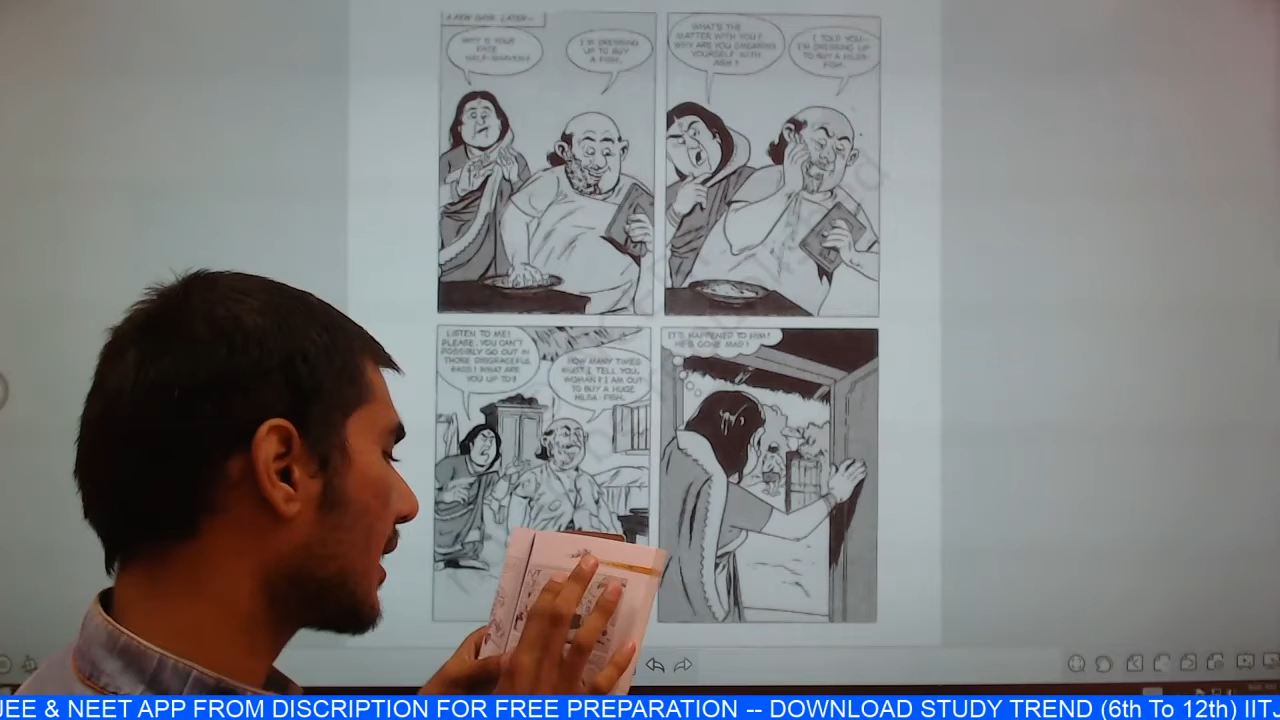 A FEW DAYS LATER—
WHY IS YOUR
FACE
HALF-SHAVEN?
I'M DRESSING
UP TO BUY
A FISH.
WHAT'S THE
MATTER WITH YOU?
WHY ARE YOU SMEARING
YOURSELF WITH
ASH?
I TOLD YOU—
I'M DRESSING UP
TO BUY A HILSA-
FISH.
LISTEN TO ME!
PLEASE, YOU CAN'T
POSSIBLY GO OUT IN
THOSE DISGRACEFUL
RAGS! WHAT ARE
YOU UP TO?
HOW MANY TIMES
MUST I TELL YOU,
WOMAN? I AM OUT
TO BUY A HUGE
HILSA FISH.
IT'S HAPPENED TO HIM!
HE'S GONE MAD!
JEE & NEET APP FROM DISCRIPTION FOR FREE PREPARATION -- DOWNLOAD STUDY TREND (6th To 12th) IIT-J